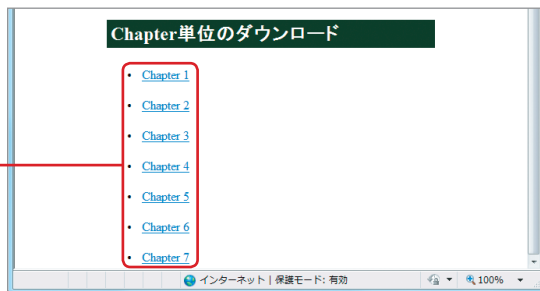 Chapter単位のダウンロード
• Chapter 1
• Chapter 2
• Chapter 3
• Chapter 4
• Chapter 5
• Chapter 6
• Chapter 7
インターネット | 保護モード: 有効 100%